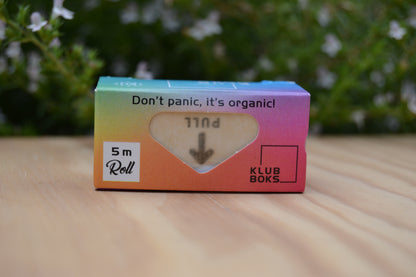 Don't panic, it's organic!
PULL
5 m
Roll
KLUB
BOKS